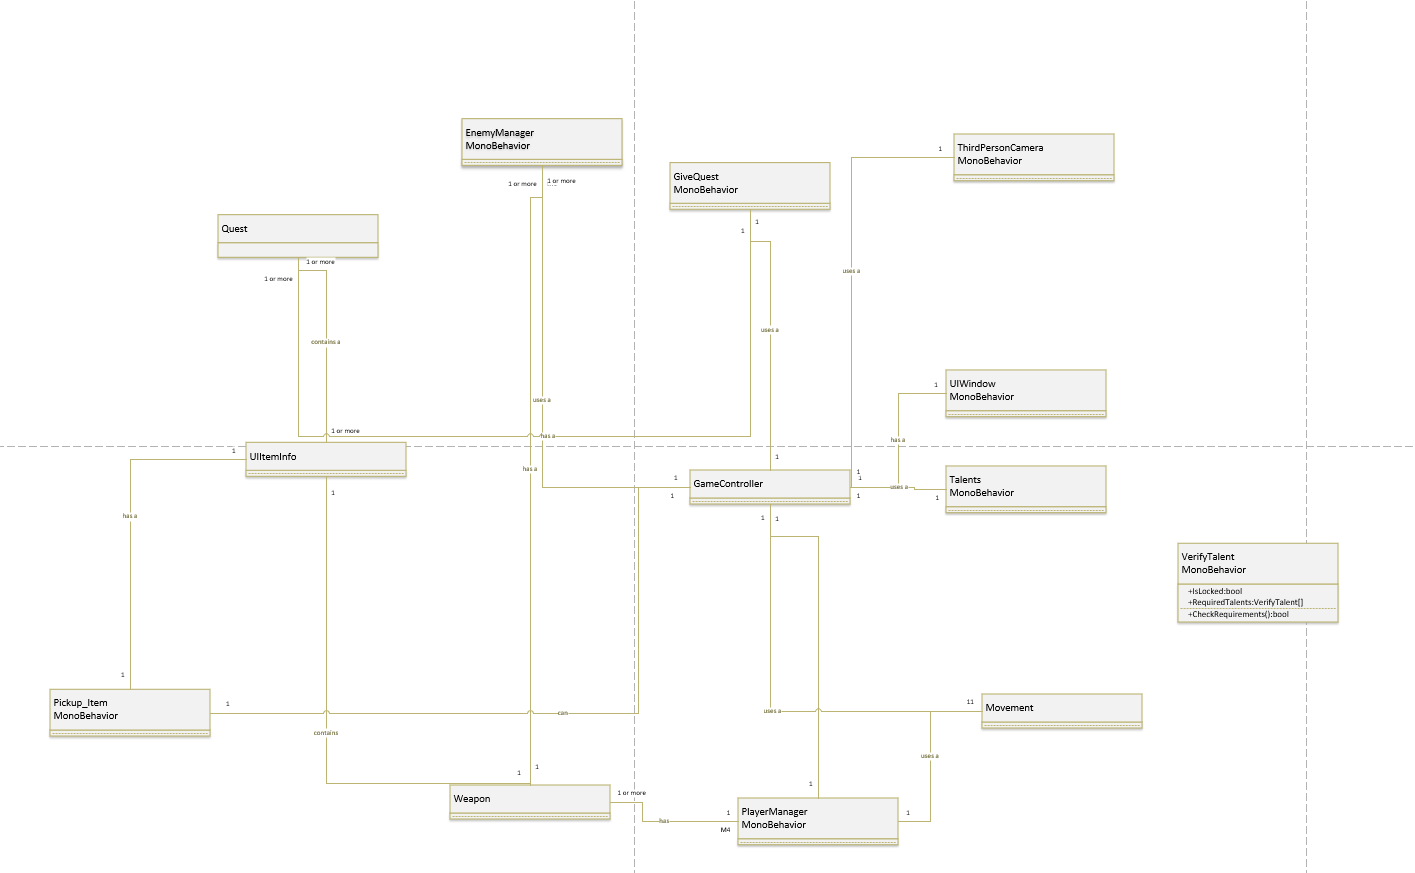 EnemyManager
MonoBehavior
1 or more
1 or more
ThirdPersonCamera
MonoBehavior
1
GiveQuest
MonoBehavior
1
1
Quest
1 or more
1 or more
uses a
uses a
contains a
UIWindow
MonoBehavior
1
uses a
1 or more
has a
has a
1
UIItemInfo
1
has a
1
GameController
1
1
1
1
1
uses a
Talents
MonoBehavior
1
1
has a
1
1
VerifyTalent
MonoBehavior
+IsLocked:bool
+RequiredTalents:VerifyTalent[]
+CheckRequirements():bool
1
Pickup_Item
MonoBehavior
1
can
uses a
11
Movement
contains
uses a
1
1
1
Weapon
1 or more
has
1
M4
PlayerManager
MonoBehavior
1